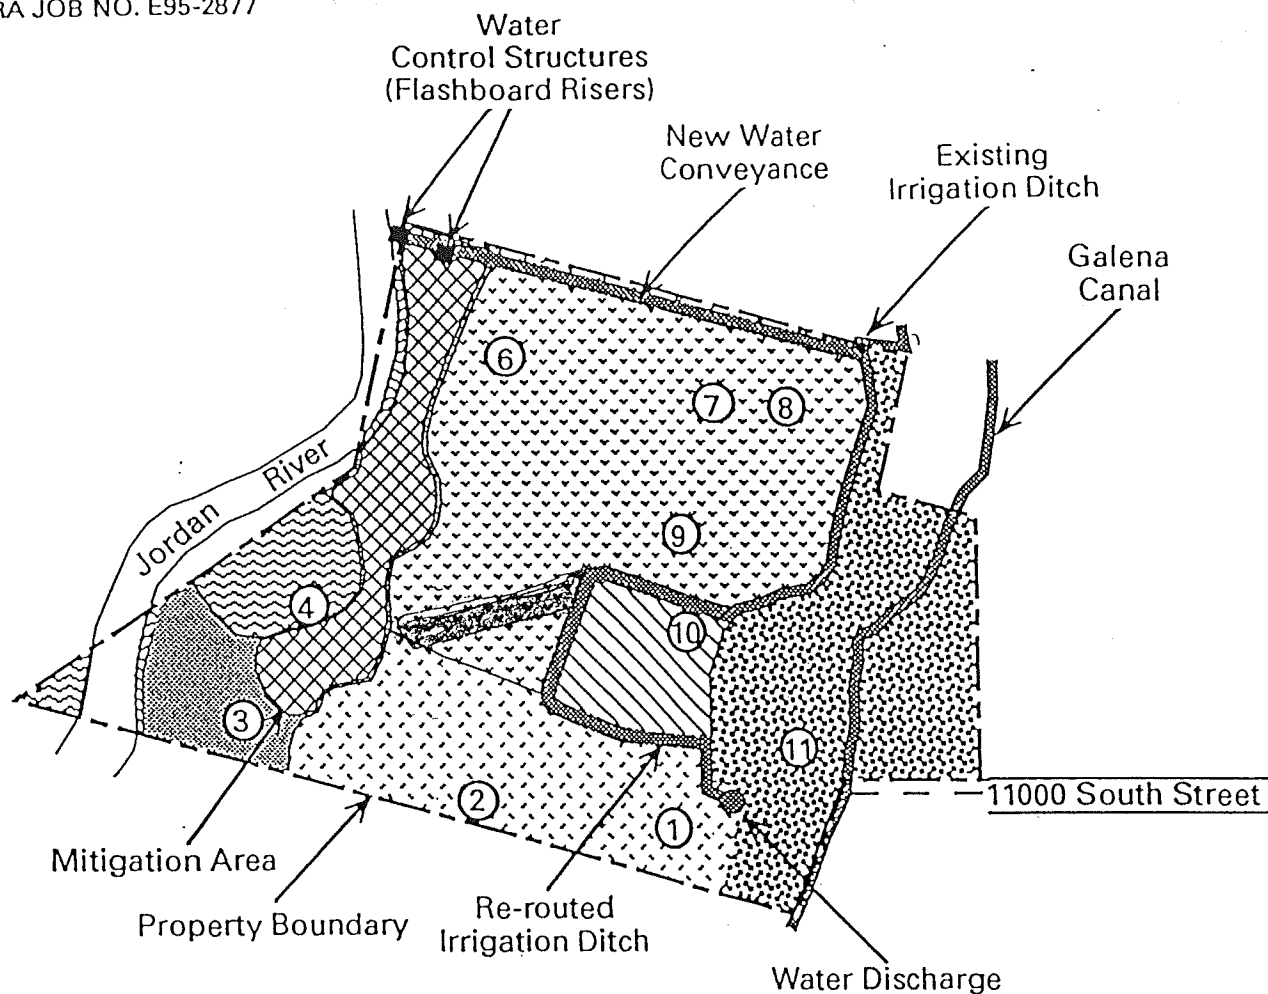 RA JOB NO. E95-2877
Water
Control Structures
(Flashboard Risers)
New Water
Conveyance
Existing
Irrigation Ditch
Galena
Canal
6
7
8
Jordan River
9
4
10
3
11
2
11000 South Street
1
Mitigation Area
Property Boundary
Re-routed
Irrigation Ditch
Water Discharge